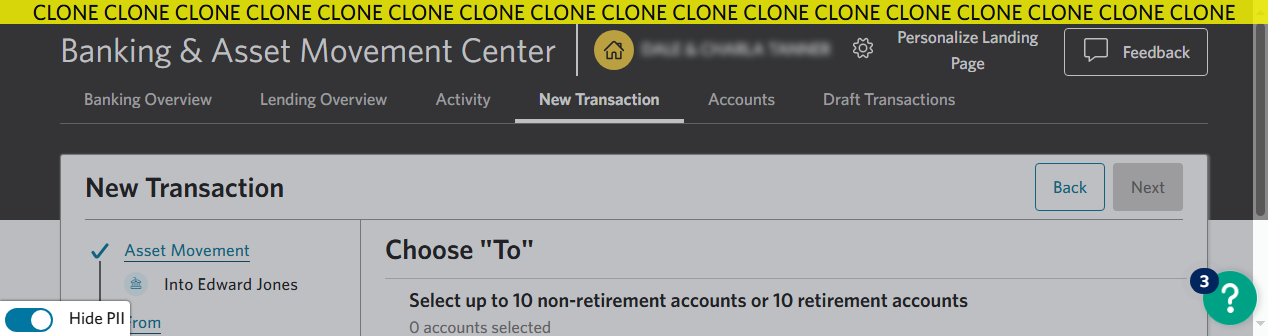 CLONE CLONE CLONE CLONE CLONE CLONE CLONE CLONE CLONE CLONE CLONE CLONE CLONE CLONE CLONE CLONE CLONE
Banking & Asset Movement Center
Personalize Landing
Page
Feedback
Banking Overview Lending Overview Activity New Transaction Accounts Draft Transactions
New Transaction
Back Next
Asset Movement
Into Edward Jones
Choose "To"
Select up to 10 non-retirement accounts or 10 retirement accounts
0 accounts selected
3
?
Hide PII
From